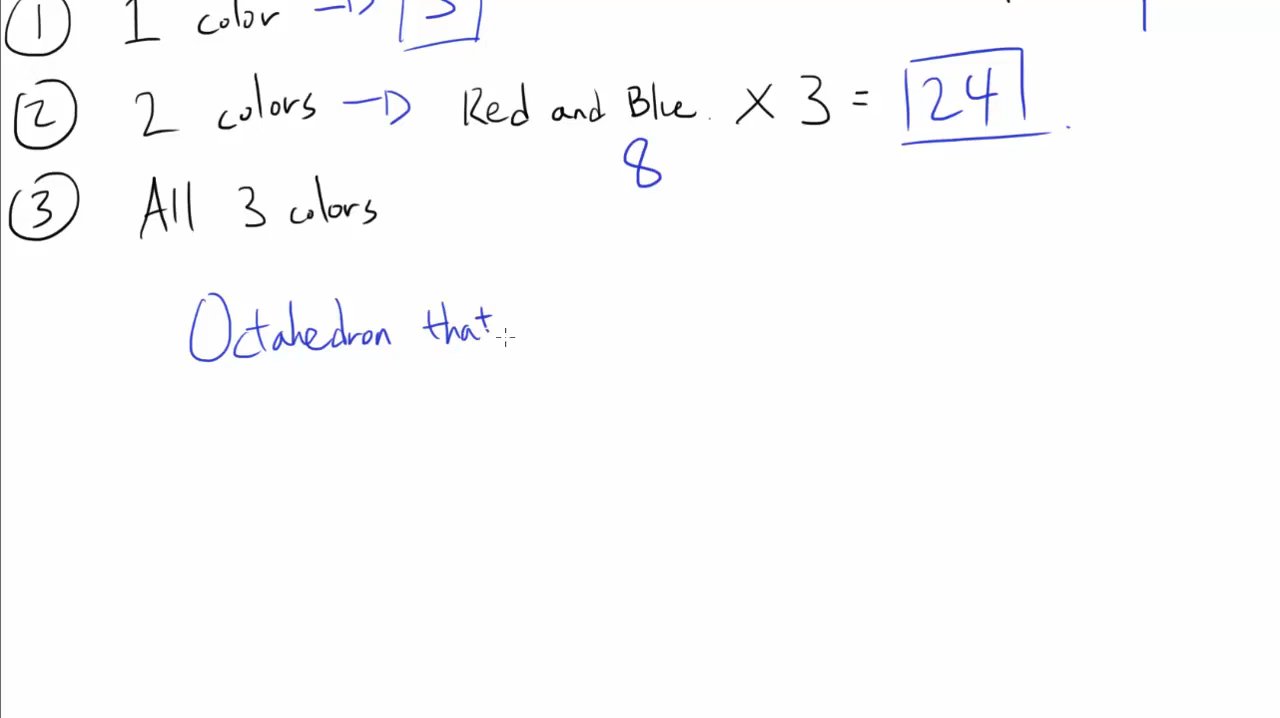 ① 1 color → 3
② 2 colors → Red and Blue. × 3 = 24
8
③ All 3 colors
Octahedron that